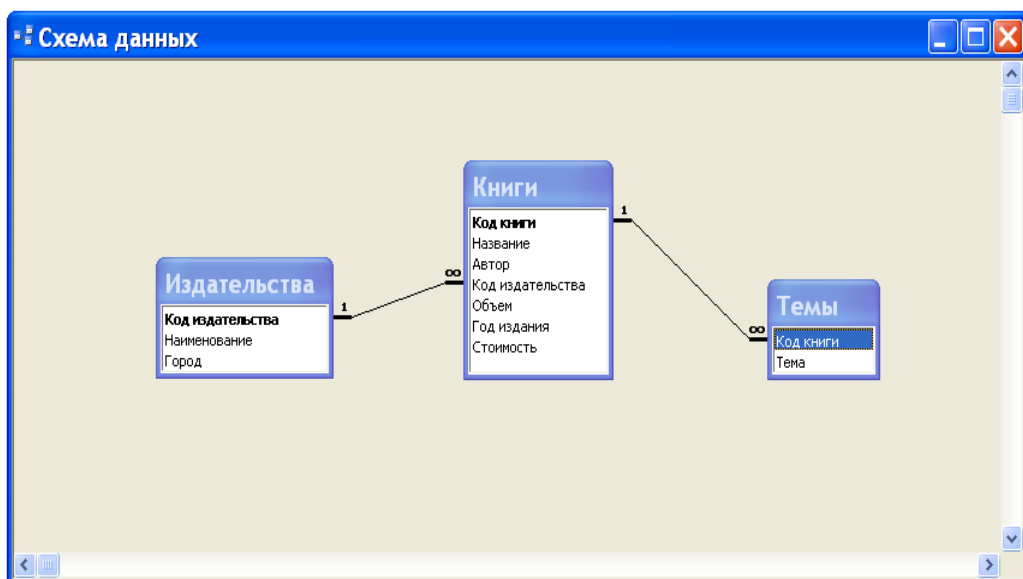 Схема данных
Издательства
Код издательства
Наименование
Город
1
∞
Книги
Код книги
Название
Автор
Код издательства
Объем
Год издания
Стоимость
1
∞
Темы
Код книги
Тема